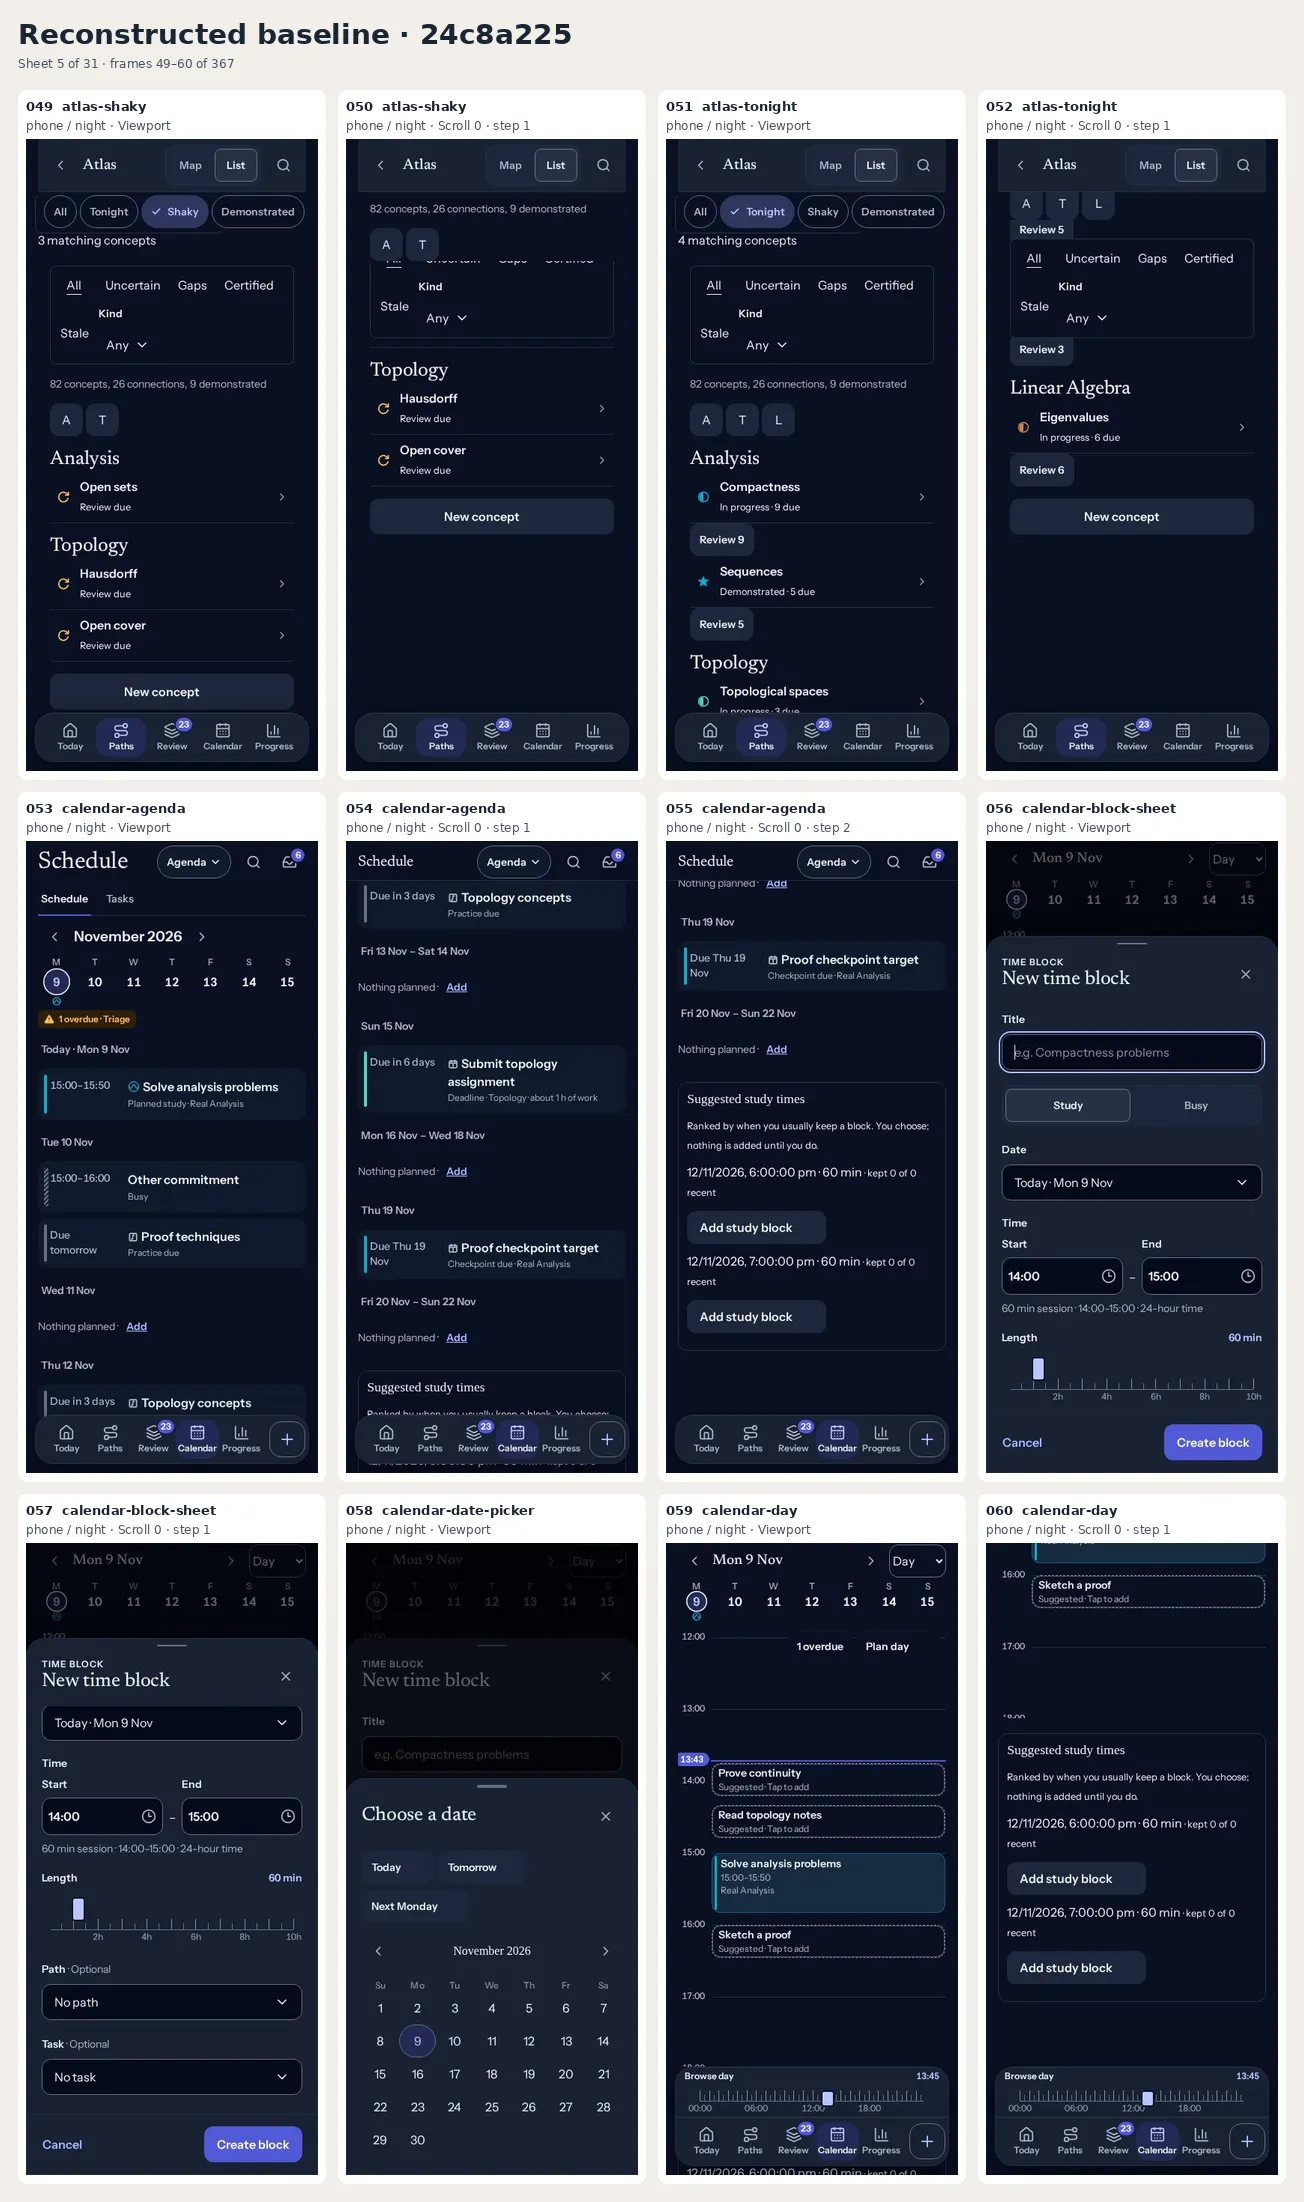 Reconstructed baseline · 24c8a225
Sheet 5 of 31 · frames 49–60 of 367
049 atlas-shaky
phone / night · Viewport
Atlas
Map
List
All
Tonight
Shaky
Demonstrated
3 matching concepts
All
Uncertain
Gaps
Certified
Kind
Stale
Any
82 concepts, 26 connections, 9 demonstrated
A
T
Analysis
Open sets
Review due
Topology
Hausdorff
Review due
Open cover
Review due
New concept
23
Today
Paths
Review
Calendar
Progress
050 atlas-shaky
phone / night · Scroll 0 · step 1
Atlas
Map
List
82 concepts, 26 connections, 9 demonstrated
A
T
All
Uncertain
Gaps
Certified
Kind
Stale
Any
Topology
Hausdorff
Review due
Open cover
Review due
New concept
23
Today
Paths
Review
Calendar
Progress
051 atlas-tonight
phone / night · Viewport
Atlas
Map
List
All
Tonight
Shaky
Demonstrated
4 matching concepts
All
Uncertain
Gaps
Certified
Kind
Stale
Any
82 concepts, 26 connections, 9 demonstrated
A
T
L
Analysis
Compactness
In progress · 9 due
Review 9
Sequences
Demonstrated · 5 due
Review 5
Topology
Topological spaces
In progress · 3 due
23
Today
Paths
Review
Calendar
Progress
052 atlas-tonight
phone / night · Scroll 0 · step 1
Atlas
Map
List
A
T
L
Review 5
All
Uncertain
Gaps
Certified
Kind
Stale
Any
Review 3
Linear Algebra
Eigenvalues
In progress · 6 due
Review 6
New concept
23
Today
Paths
Review
Calendar
Progress
053 calendar-agenda
phone / night · Viewport
Schedule
Agenda
6
Schedule
Tasks
November 2026
M T W T F S S
9 10 11 12 13 14 15
1 overdue · Triage
Today · Mon 9 Nov
15:00–15:50
Solve analysis problems
Planned study · Real Analysis
Tue 10 Nov
15:00–16:00
Other commitment
Busy
Due tomorrow
Proof techniques
Practice due
Wed 11 Nov
Nothing planned · Add
Thu 12 Nov
Due in 3 days
Topology concepts
23
Today
Paths
Review
Calendar
Progress
+
054 calendar-agenda
phone / night · Scroll 0 · step 1
Schedule
Agenda
6
Due in 3 days
Topology concepts
Practice due
Fri 13 Nov – Sat 14 Nov
Nothing planned · Add
Sun 15 Nov
Due in 6 days
Submit topology
assignment
Deadline · Topology · about 1 h of work
Mon 16 Nov – Wed 18 Nov
Nothing planned · Add
Thu 19 Nov
Due Thu 19
Nov
Proof checkpoint target
Checkpoint due · Real Analysis
Fri 20 Nov – Sun 22 Nov
Nothing planned · Add
Suggested study times
Ranked by when you usually keep a block. You choose;
23
Today
Paths
Review
Calendar
Progress
+
055 calendar-agenda
phone / night · Scroll 0 · step 2
Schedule
Agenda
6
Nothing planned · Add
Thu 19 Nov
Due Thu 19
Nov
Proof checkpoint target
Checkpoint due · Real Analysis
Fri 20 Nov – Sun 22 Nov
Nothing planned · Add
Suggested study times
Ranked by when you usually keep a block. You choose;
nothing is added until you do.
12/11/2026, 6:00:00 pm · 60 min · kept 0 of 0
recent
Add study block
12/11/2026, 7:00:00 pm · 60 min · kept 0 of 0
recent
Add study block
23
Today
Paths
Review
Calendar
Progress
+
056 calendar-block-sheet
phone / night · Viewport
Mon 9 Nov
Day
M T W T F S S
9 10 11 12 13 14 15
12:00
TIME BLOCK
New time block
Title
e.g. Compactness problems
Study
Busy
Date
Today · Mon 9 Nov
Time
Start
End
14:00
–
15:00
60 min session · 14:00–15:00 · 24-hour time
Length
60 min
2h 4h 6h 8h 10h
Cancel
Create block
057 calendar-block-sheet
phone / night · Scroll 0 · step 1
Mon 9 Nov
Day
M T W T F S S
9 10 11 12 13 14 15
12:00
TIME BLOCK
New time block
Today · Mon 9 Nov
Time
Start
End
14:00
–
15:00
60 min session · 14:00–15:00 · 24-hour time
Length
60 min
2h 4h 6h 8h 10h
Path · Optional
No path
Task · Optional
No task
Cancel
Create block
058 calendar-date-picker
phone / night · Viewport
Mon 9 Nov
Day
M T W T F S S
9 10 11 12 13 14 15
TIME BLOCK
New time block
Title
e.g. Compactness problems
Choose a date
Today
Tomorrow
Next Monday
November 2026
Su Mo Tu We Th Fr Sa
1 2 3 4 5 6 7
8 9 10 11 12 13 14
15 16 17 18 19 20 21
22 23 24 25 26 27 28
29 30
059 calendar-day
phone / night · Viewport
Mon 9 Nov
Day
M T W T F S S
9 10 11 12 13 14 15
12:00
1 overdue
Plan day
13:00
13:43
Prove continuity
Suggested · Tap to add
14:00
Read topology notes
Suggested · Tap to add
15:00
Solve analysis problems
15:00–15:50
Real Analysis
16:00
Sketch a proof
Suggested · Tap to add
17:00
18:00
Browse day
13:45
00:00 06:00 12:00 18:00
23
Today
Paths
Review
Calendar
Progress
+
12/11/2026, 6:00:00 pm · 60 min · kept 0 of 0
060 calendar-day
phone / night · Scroll 0 · step 1
16:00
Sketch a proof
Suggested · Tap to add
17:00
18:00
Suggested study times
Ranked by when you usually keep a block. You choose;
nothing is added until you do.
12/11/2026, 6:00:00 pm · 60 min · kept 0 of 0
recent
Add study block
12/11/2026, 7:00:00 pm · 60 min · kept 0 of 0
recent
Add study block
Browse day
13:45
00:00 06:00 12:00 18:00
23
Today
Paths
Review
Calendar
Progress
+